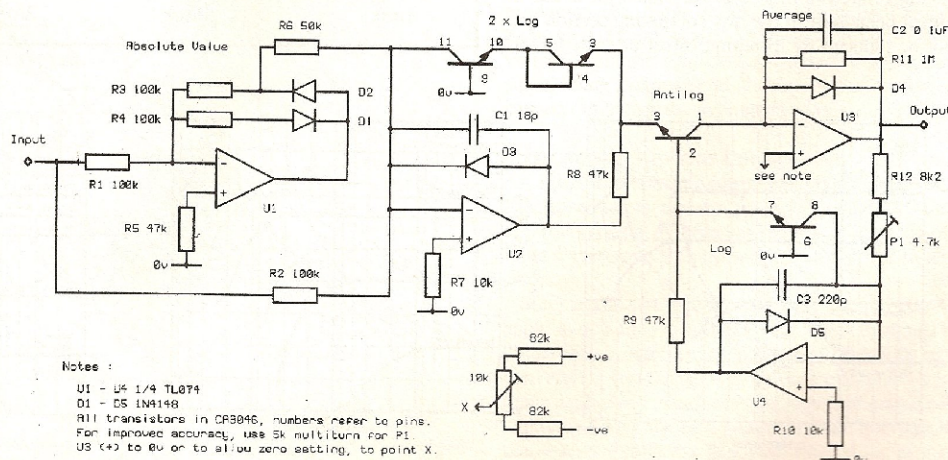 R6 50k
2 x Log
Average
C2 0 1uF
Absolute Value
11
10
5
3
R11 1M
R3 100k
D2
9
4
0v
D4
R4 100k
D1
C1 18p
Antilog
U3
Output
Input
3
1
D3
2
R1 100k
R8 47k
see note
R12 8k2
U1
R5 47k
7
8
0v
U2
Log
6
P1 4.7k
0v
R2 100k
R7 10k
C3 220p
0v
R9 47k
D5
82k
+ve
Notes :
10k
U1 - U4 1/4 TL074
X
U4
D1 - D5 1N4148
82k
-ve
All transistors in CA3046, numbers refer to pins.
For improved accuracy, use 5k multiturn for P1.
R10 10k
U3 (+) to 0v or to allow zero setting, to point X.
0v